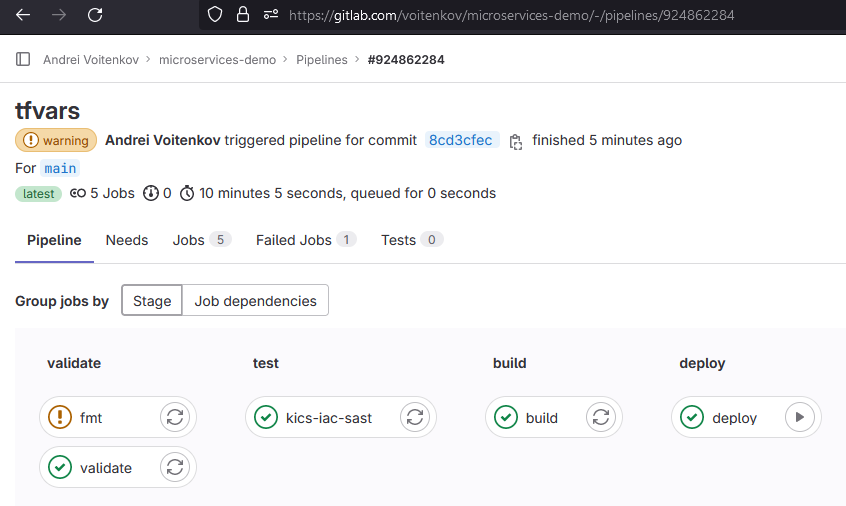 https://gitlab.com/voitenkov/microservices-demo/-/pipelines/924862284
Andrei Voitenkov > microservices-demo > Pipelines > #924862284
tfvars
warning Andrei Voitenkov triggered pipeline for commit 8cd3cfec finished 5 minutes ago
For main
latest 5 Jobs 0 10 minutes 5 seconds, queued for 0 seconds
Pipeline Needs Jobs 5 Failed Jobs 1 Tests 0
Group jobs by Stage Job dependencies
validate test build deploy
fmt kics-iac-sast build deploy
validate